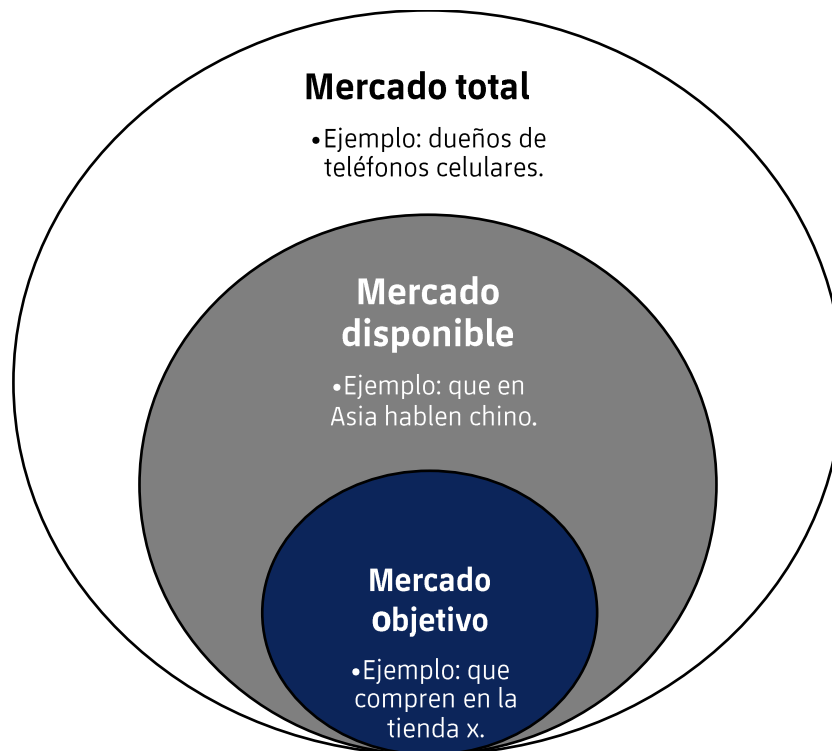 Mercado total
•Ejemplo: dueños de
teléfonos celulares.
Mercado
disponible
•Ejemplo: que en
Asia hablen chino.
Mercado
objetivo
•Ejemplo: que
compren en la
tienda x.